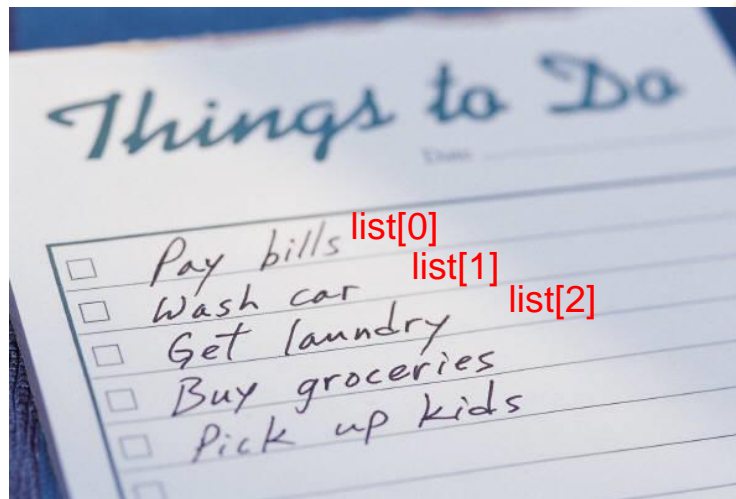 Things to Do
Date
Pay bills list[0]
Wash car list[1]
Get laundry list[2]
Buy groceries
Pick up kids